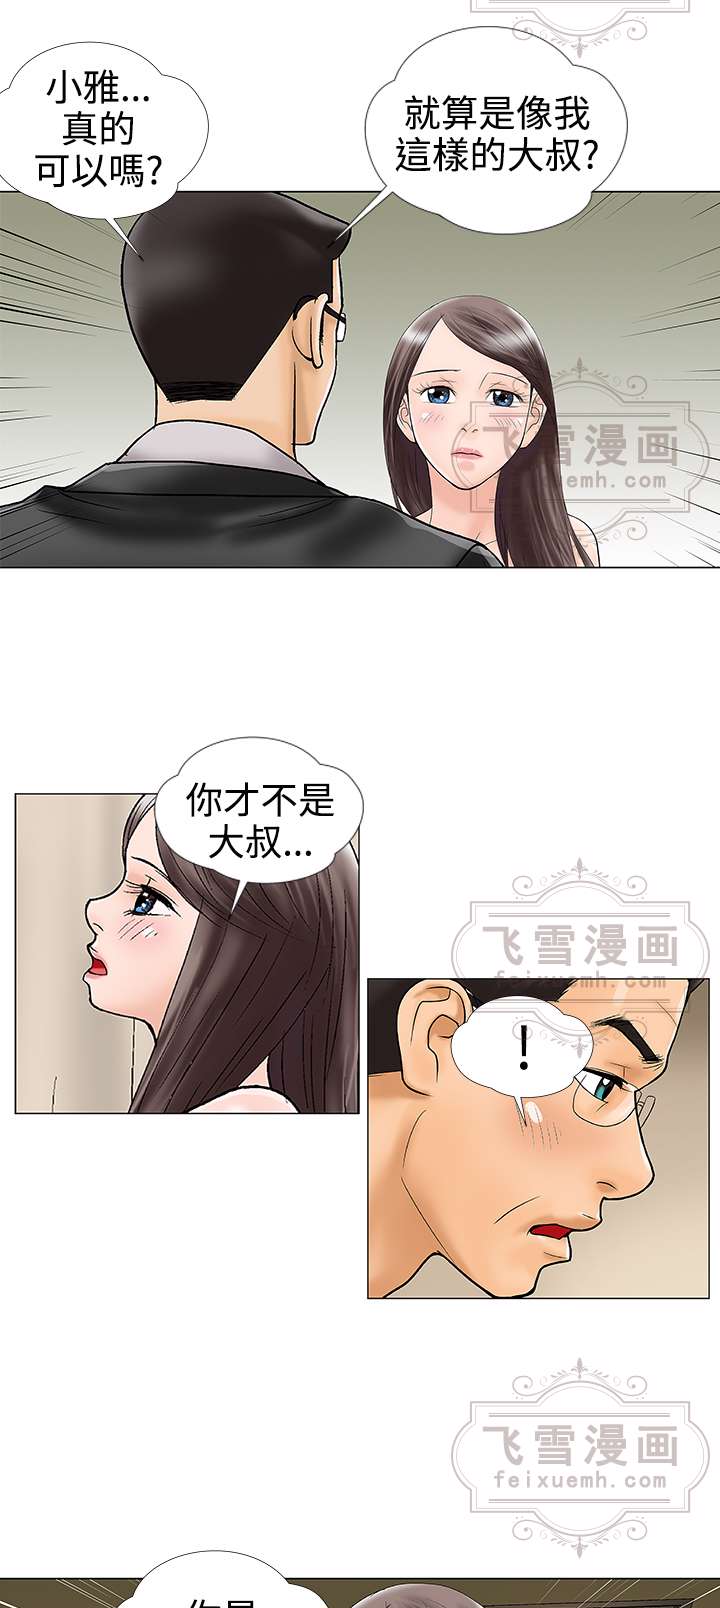 小雅...
真的
可以嗎?
就算是像我
這樣的大叔?
飞雪漫画
feixuemh.com
你才不是
大叔...
飞雪漫画
feixuemh.com
!
飞雪漫画
feixuemh.com
你是